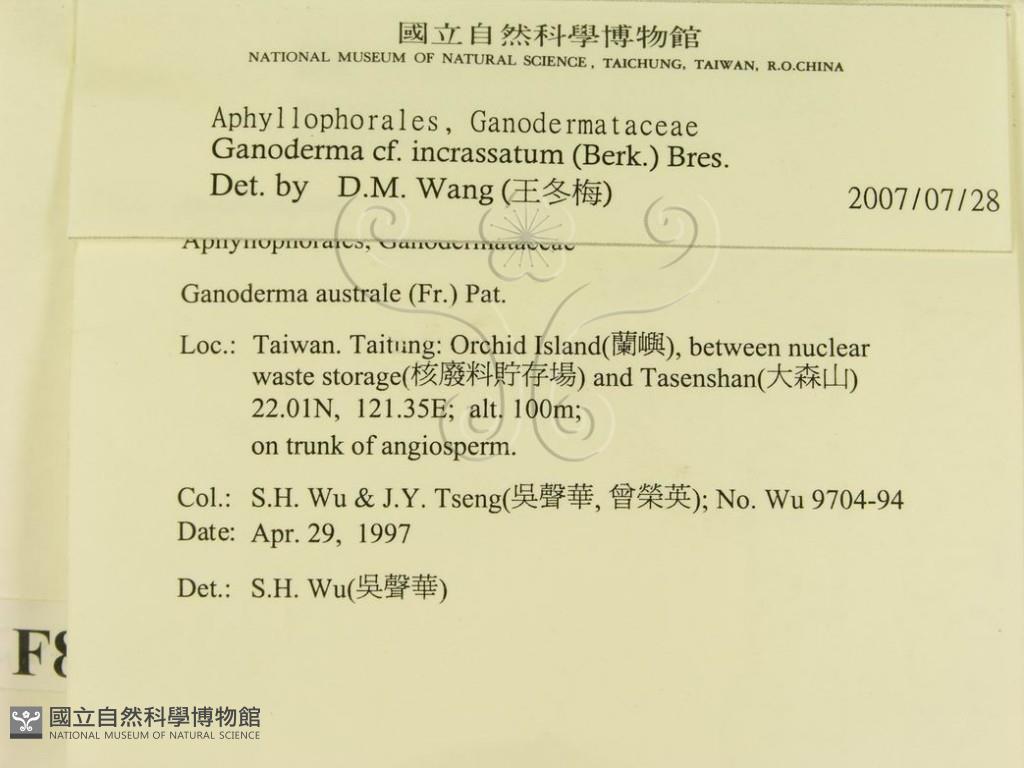 國立自然科學博物館
NATIONAL MUSEUM OF NATURAL SCIENCE, TAICHUNG, TAIWAN, R.O.CHINA
Aphyllophorales, Ganodermataceae
Ganoderma cf. incrassatum (Berk.) Bres.
Det. by D.M. Wang (王冬梅)
2007/07/28
Aphyllophorales, Ganodermataceae
Ganoderma australe (Fr.) Pat.
Loc.: Taiwan. Taitung: Orchid Island(蘭嶼), between nuclear
waste storage(核廢料貯存場) and Tasenshan(大森山)
22.01N, 121.35E; alt. 100m;
on trunk of angiosperm.
Col.: S.H. Wu & J.Y. Tseng(吳聲華, 曾榮英); No. Wu 9704-94
Date: Apr. 29, 1997
Det.: S.H. Wu(吳聲華)
F8
國立自然科學博物館
NATIONAL MUSEUM OF NATURAL SCIENCE